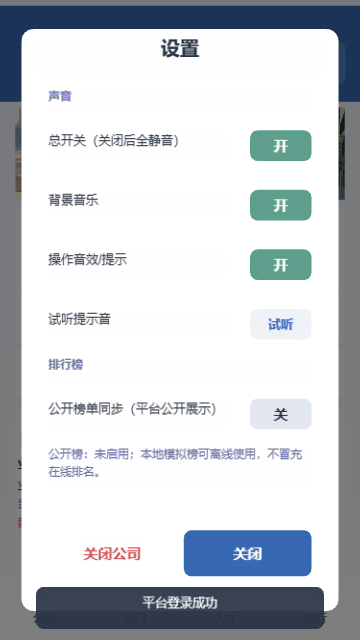 设置
声音
总开关（关闭后全静音） 开
背景音乐 开
操作音效/提示 开
试听提示音 试听
排行榜
公开榜单同步（平台公开展示） 关
公开榜：未启用；本地模拟榜可离线使用，不冒充
在线排名。
关闭公司 关闭
平台登录成功